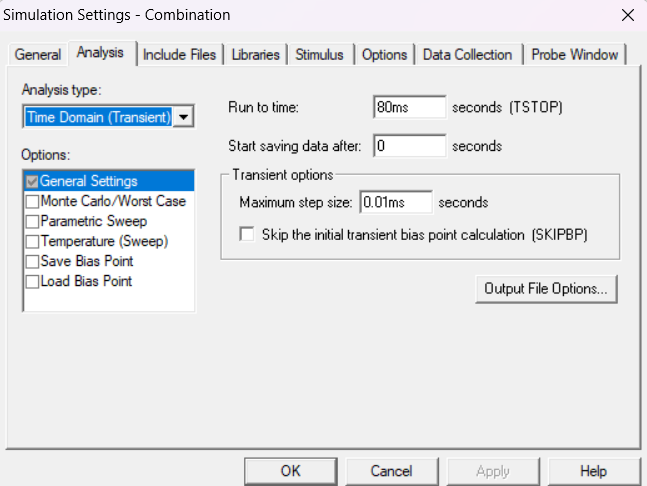 Simulation Settings - Combination
General Analysis Include Files Libraries Stimulus Options Data Collection Probe Window
Analysis type:
Time Domain (Transient)
Options:
General Settings
Monte Carlo/Worst Case
Parametric Sweep
Temperature (Sweep)
Save Bias Point
Load Bias Point
Run to time: 80ms seconds (TSTOP)
Start saving data after: 0 seconds
Transient options
Maximum step size: 0.01ms seconds
Skip the initial transient bias point calculation (SKIPBP)
Output File Options...
OK Cancel Apply Help